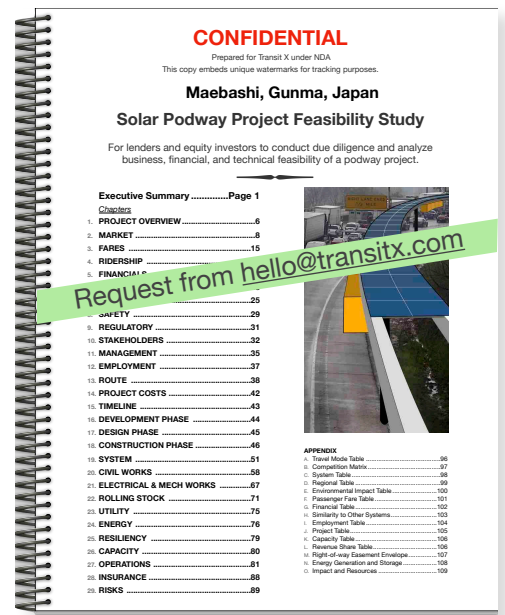 CONFIDENTIAL
Prepared for Transit X under NDA
This copy embeds unique watermarks for tracking purposes.
Maebashi, Gunma, Japan
Solar Podway Project Feasibility Study
For lenders and equity investors to conduct due diligence and analyze
business, financial, and technical feasibility of a podway project.
Executive Summary ..............Page 1
Chapters
1. PROJECT OVERVIEW ..................................6
2. MARKET ..................................8
3. FARES ..................................15
4. RIDERSHIP
5. FINANCIALS
Request from hello@transitx.com
25
8. SAFETY ..................................29
9. REGULATORY ..................................31
10. STAKEHOLDERS ..................................32
11. MANAGEMENT ..................................35
12. EMPLOYMENT ..................................37
13. ROUTE ..................................38
14. PROJECT COSTS ..................................42
15. TIMELINE ..................................43
16. DEVELOPMENT PHASE ..................................44
17. DESIGN PHASE ..................................45
18. CONSTRUCTION PHASE ..................................46
19. SYSTEM ..................................51
20. CIVIL WORKS ..................................58
21. ELECTRICAL & MECH WORKS ............67
22. ROLLING STOCK ..................................71
23. UTILITY ..................................75
24. ENERGY ..................................76
25. RESILIENCY ..................................79
26. CAPACITY ..................................80
27. OPERATIONS ..................................81
28. INSURANCE ..................................88
29. RISKS ..................................89
APPENDIX
A. Travel Mode Table ..................................96
B. Competition Matrix ..................................97
C. System Table ..................................98
D. Regional Table ..................................99
E. Environmental Impact Table ......................100
F. Passenger Fare Table ..................................101
G. Financial Table ..................................102
H. Similarity to Other Systems ......................103
I. Employment Table ..................................104
J. Project Table ..................................105
K. Capacity Table ..................................106
L. Revenue Share Table ..................................106
M. Right-of-way Easement Envelope ............107
N. Energy Generation and Storage ................108
O. Impact and Resources ..................................109